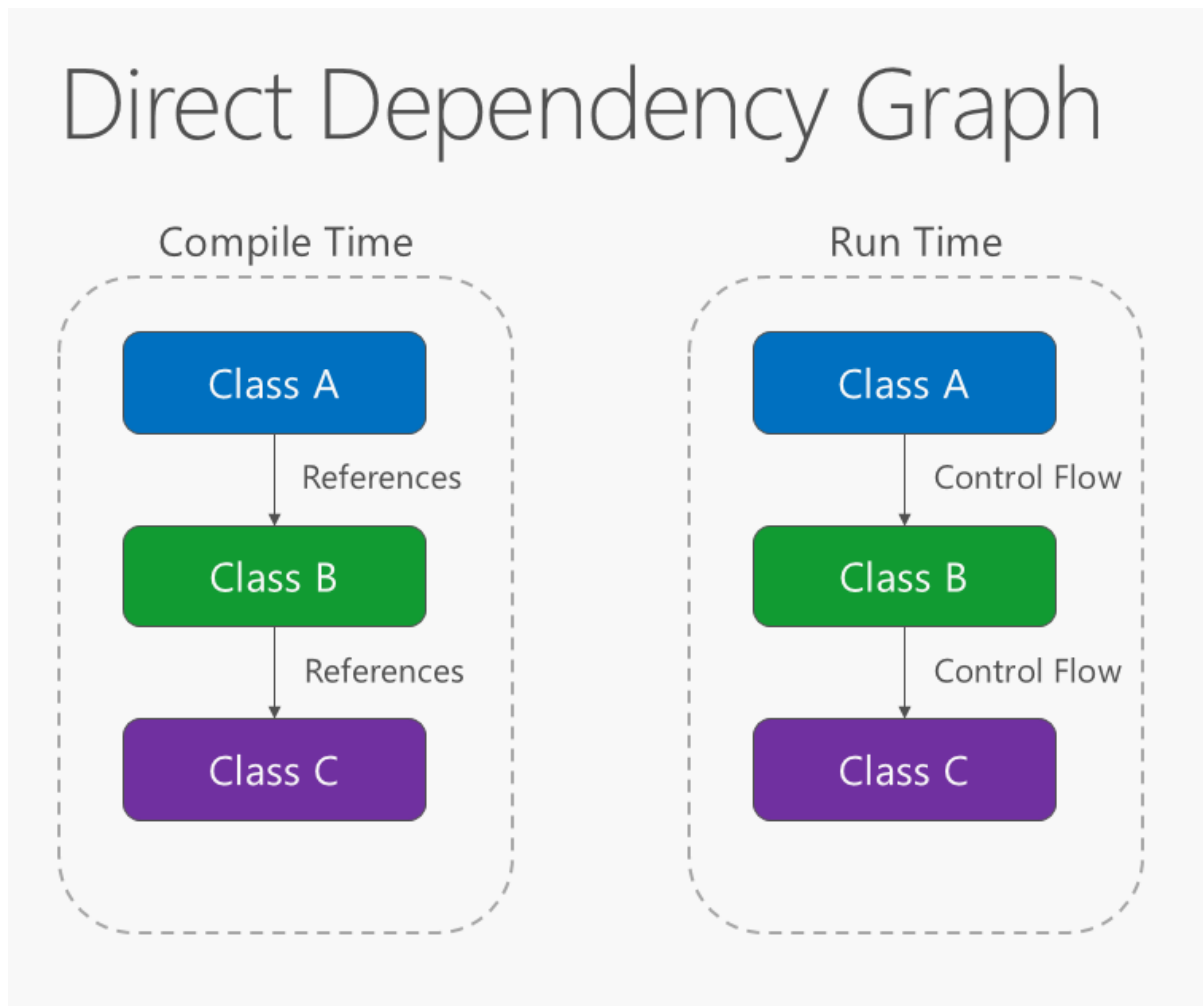 Direct Dependency Graph
Compile Time
Class A
References
Class B
References
Class C
Run Time
Class A
Control Flow
Class B
Control Flow
Class C